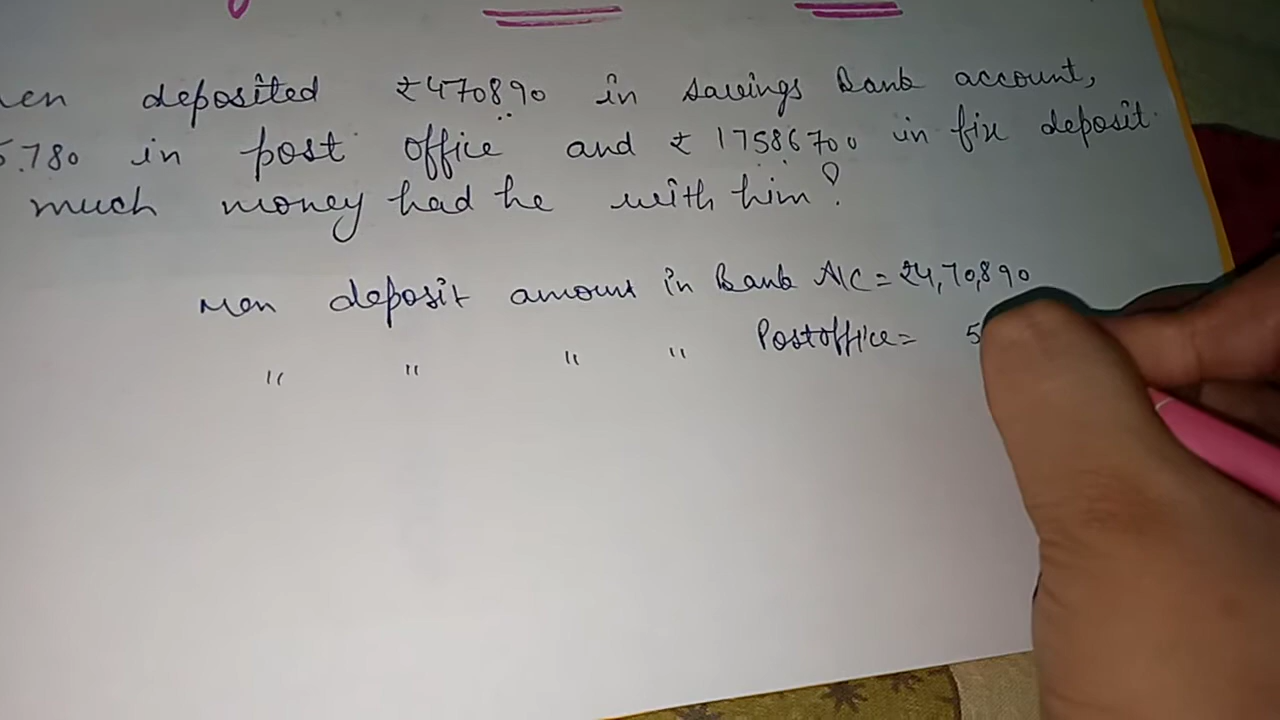 en deposited ₹470890 in savings Bank account,
5.780 in post office and ₹ 17586700 in fix deposit
much money had he with him?
Men deposit amount in Bank A/C = ₹4,70,890
" " " " Postoffice = 5